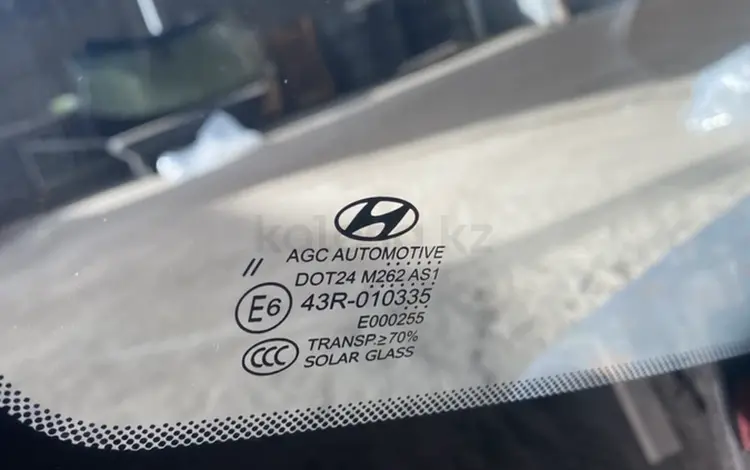 AGC AUTOMOTIVE
//
DOT24 M262 AS1
E6 43R-010335
E000255
CCC TRANSP.≥70%
SOLAR GLASS